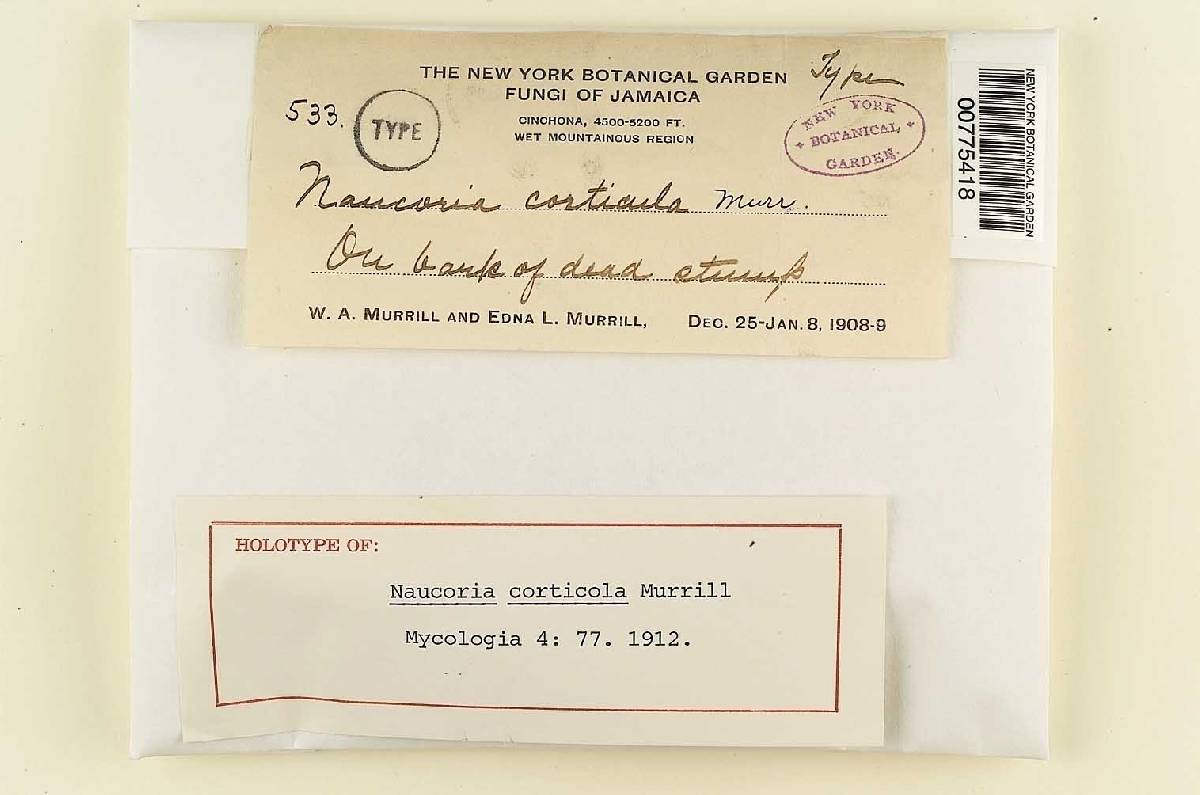 THE NEW YORK BOTANICAL GARDEN
FUNGI OF JAMAICA
Type
533.
TYPE
CINCHONA, 4500-5200 FT.
WET MOUNTAINOUS REGION
NEW YORK
BOTANICAL
GARDEN.
Naucoria corticula Murr.
On bark of dead stump
W. A. MURRILL AND EDNA L. MURRILL, DEC. 25-JAN. 8, 1908-9
NEW YORK BOTANICAL GARDEN
00775418
HOLOTYPE OF:
Naucoria corticola Murrill
Mycologia 4: 77. 1912.